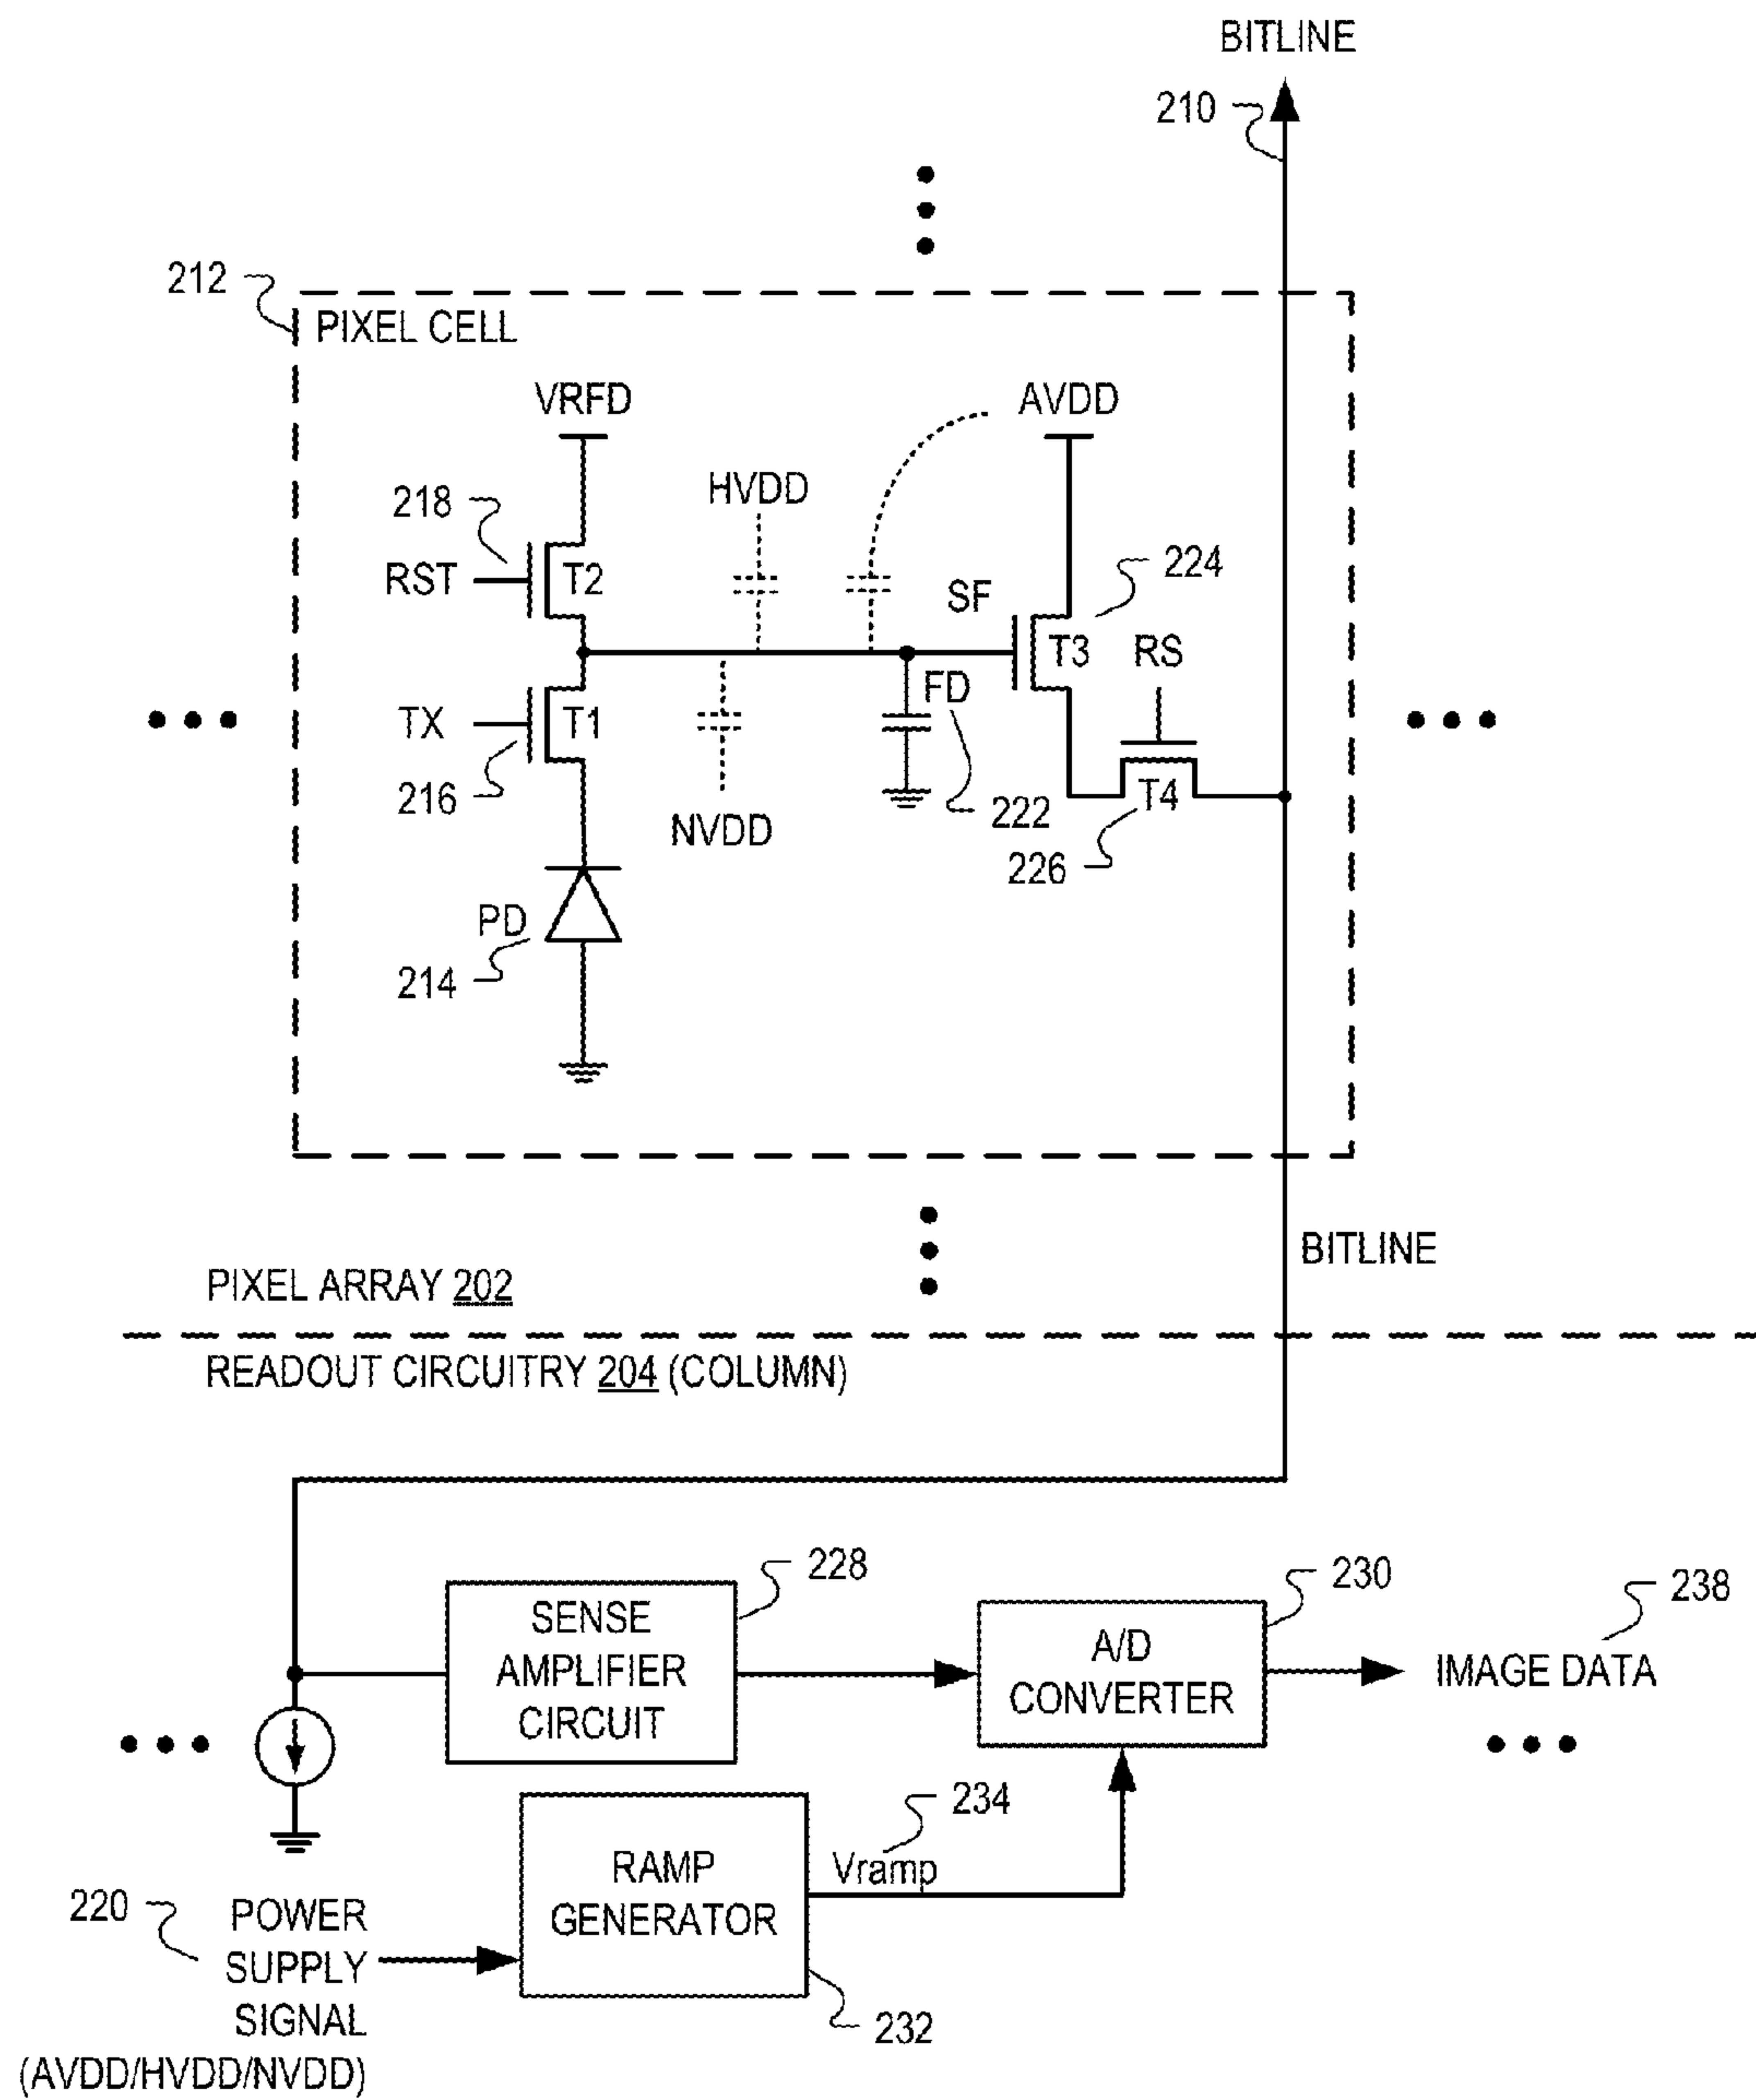 BITLINE
210
212
PIXEL CELL
VRFD
AVDD
HVDD
218
RST
T2
SF
224
T3
RS
TX
T1
FD
216
222
T4
NVDD
226
PD
214
BITLINE
PIXEL ARRAY 202
READOUT CIRCUITRY 204 (COLUMN)
228
230
238
SENSE
AMPLIFIER
CIRCUIT
A/D
CONVERTER
IMAGE DATA
234
Vramp
RAMP
GENERATOR
220
POWER
SUPPLY
SIGNAL
(AVDD/HVDD/NVDD)
232